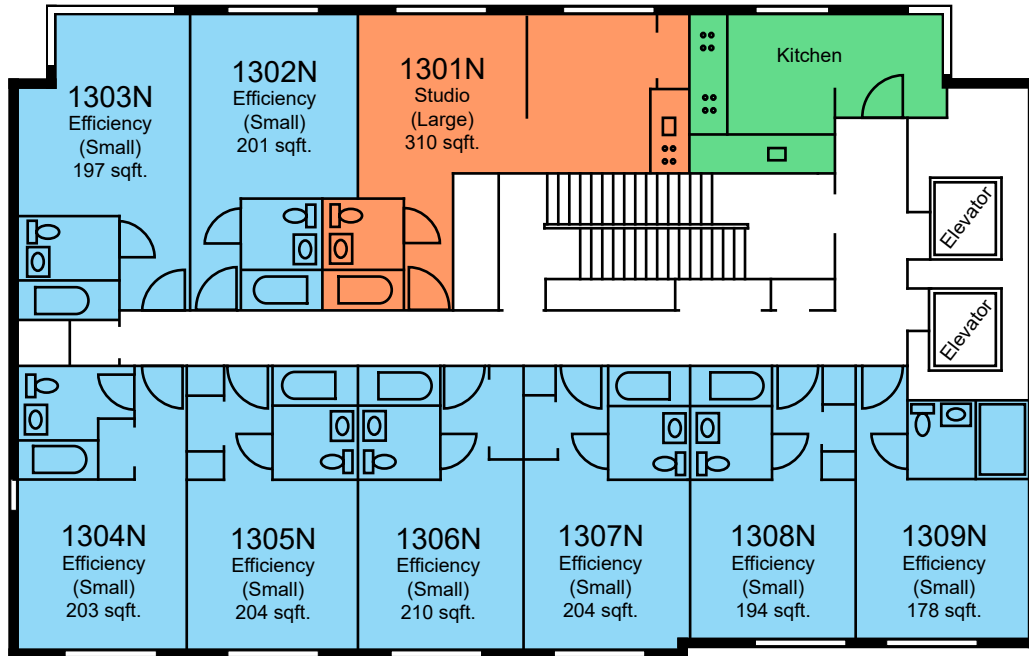 1303N
Efficiency
(Small)
197 sqft.
1302N
Efficiency
(Small)
201 sqft.
1301N
Studio
(Large)
310 sqft.
Kitchen
Elevator
Elevator
1304N
Efficiency
(Small)
203 sqft.
1305N
Efficiency
(Small)
204 sqft.
1306N
Efficiency
(Small)
210 sqft.
1307N
Efficiency
(Small)
204 sqft.
1308N
Efficiency
(Small)
194 sqft.
1309N
Efficiency
(Small)
178 sqft.